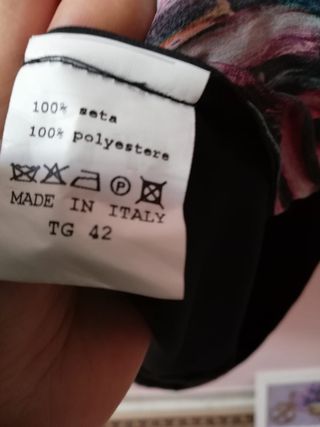 100% seta
100% polyestere
P
MADE IN ITALY
TG 42